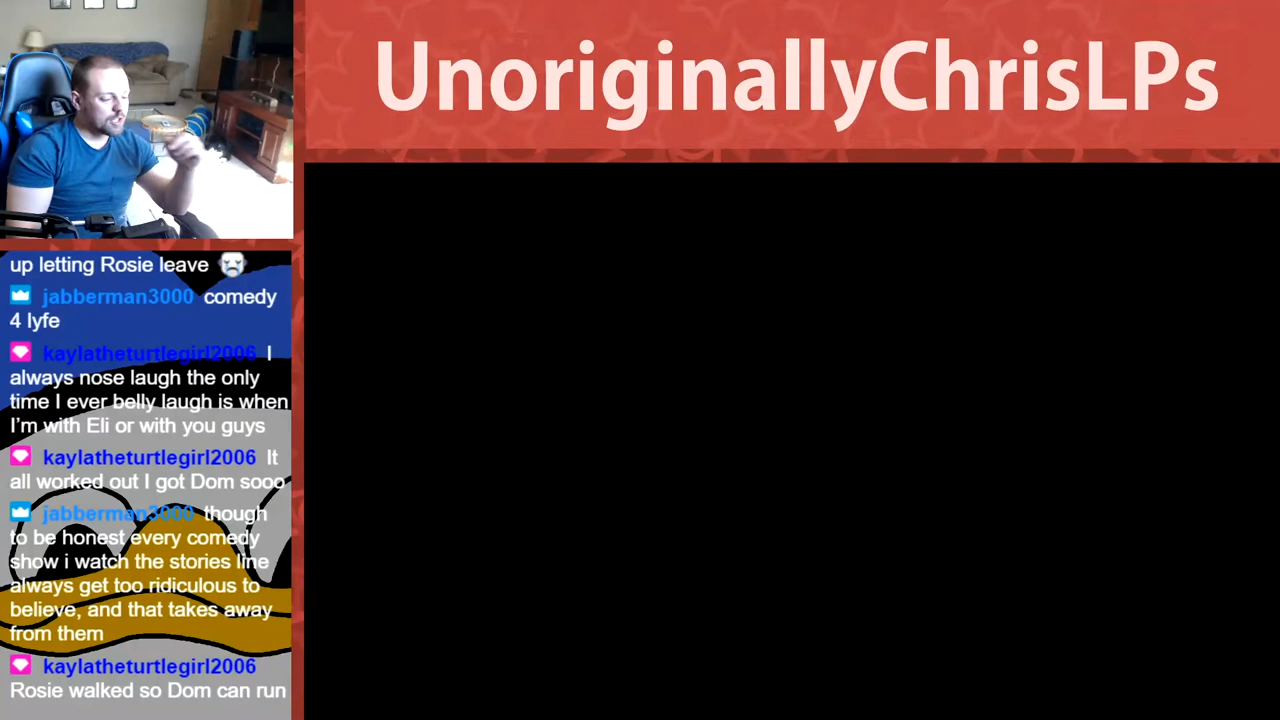 UnoriginallyChrisLPs
up letting Rosie leave
jabberman3000 comedy
4 lyfe
kaylatheturtlegirl2006 I
always nose laugh the only
time I ever belly laugh is when
I’m with Eli or with you guys
kaylatheturtlegirl2006 It
all worked out I got Dom sooo
jabberman3000 though
to be honest every comedy
show i watch the stories line
always get too ridiculous to
believe, and that takes away
from them
kaylatheturtlegirl2006
Rosie walked so Dom can run